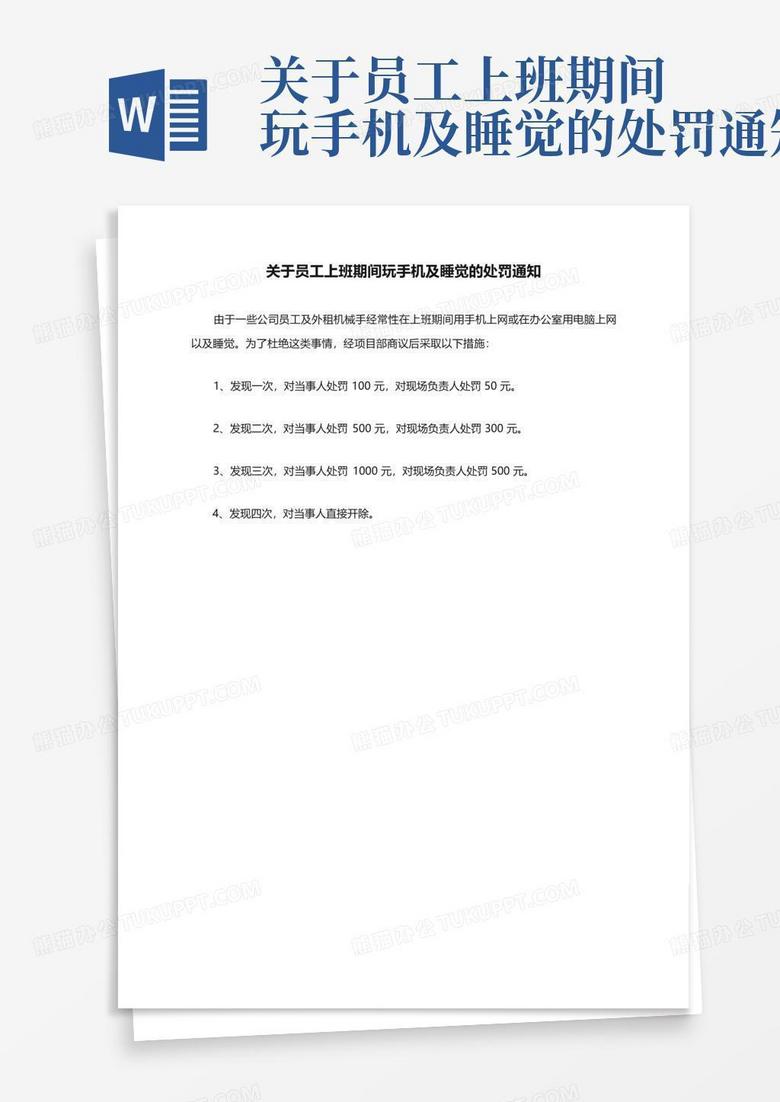 关于员工上班期间
玩手机及睡觉的处罚通知
W
关于员工上班期间玩手机及睡觉的处罚通知
由于一些公司员工及外租机械手经常性在上班期间用手机上网或在办公室用电脑上网
以及睡觉。为了杜绝这类事情，经项目部商议后采取以下措施：
1、发现一次，对当事人处罚 100 元，对现场负责人处罚 50 元。
2、发现二次，对当事人处罚 500 元，对现场负责人处罚 300 元。
3、发现三次，对当事人处罚 1000 元，对现场负责人处罚 500 元。
4、发现四次，对当事人直接开除。
熊猫办公 TUKUPPT.COM